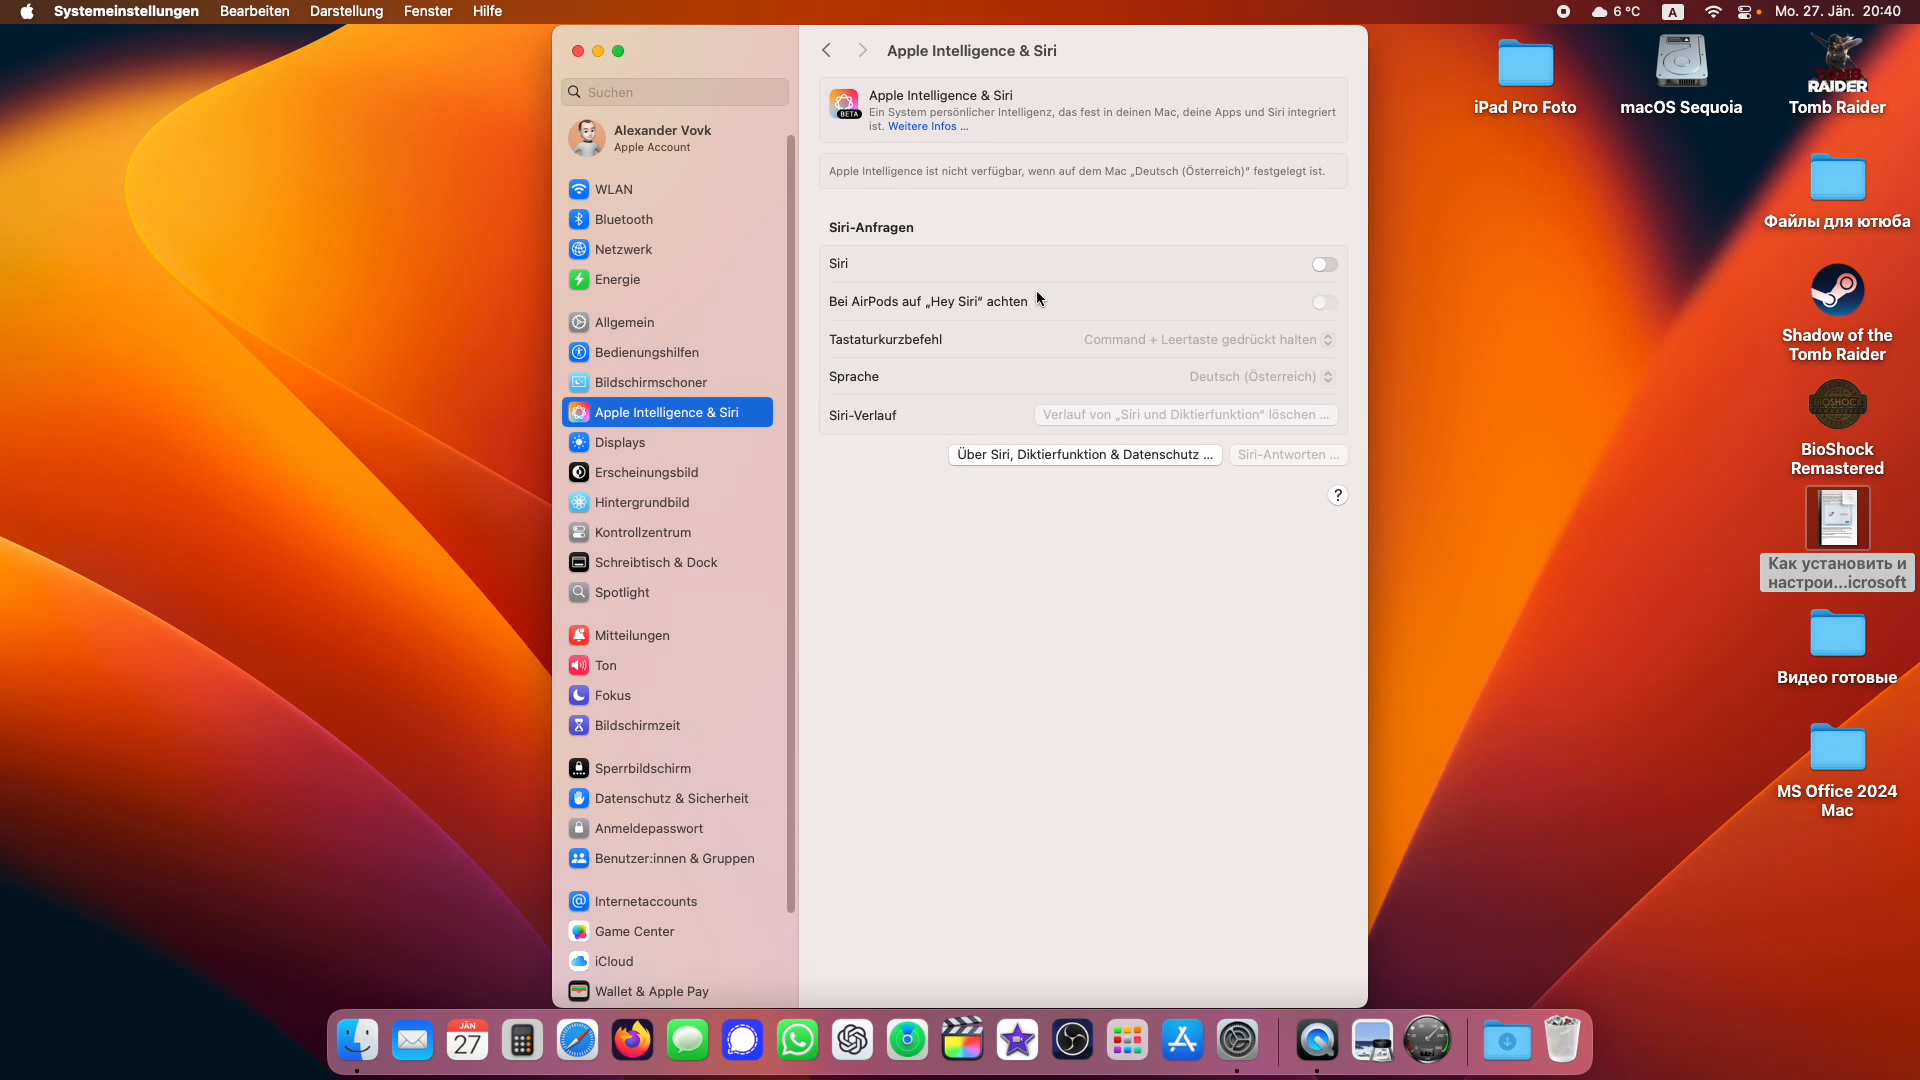 Systemeinstellungen Bearbeiten Darstellung Fenster Hilfe
6 °C A Mo. 27. Jän. 20:40
Suchen
Alexander Vovk
Apple Account
WLAN
Bluetooth
Netzwerk
Energie
Allgemein
Bedienungshilfen
Bildschirmschoner
Apple Intelligence & Siri
Displays
Erscheinungsbild
Hintergrundbild
Kontrollzentrum
Schreibtisch & Dock
Spotlight
Mitteilungen
Ton
Fokus
Bildschirmzeit
Sperrbildschirm
Datenschutz & Sicherheit
Anmeldepasswort
Benutzer:innen & Gruppen
Internetaccounts
Game Center
iCloud
Wallet & Apple Pay
Apple Intelligence & Siri
BETA
Apple Intelligence & Siri
Ein System persönlicher Intelligenz, das fest in deinen Mac, deine Apps und Siri integriert
ist. Weitere Infos ...
Apple Intelligence ist nicht verfügbar, wenn auf dem Mac „Deutsch (Österreich)“ festgelegt ist.
Siri-Anfragen
Siri
Bei AirPods auf „Hey Siri“ achten
Tastaturkurzbefehl Command + Leertaste gedrückt halten
Sprache Deutsch (Österreich)
Siri-Verlauf Verlauf von „Siri und Diktierfunktion“ löschen ...
Über Siri, Diktierfunktion & Datenschutz ... Siri-Antworten ...
?
iPad Pro Foto
macOS Sequoia
TOMB
RAIDER
Tomb Raider
Файлы для ютюба
Shadow of the
Tomb Raider
BIOSHOCK
BioShock
Remastered
Как установить и
настрои...icrosoft
Видео готовые
MS Office 2024
Mac
JÄN
27